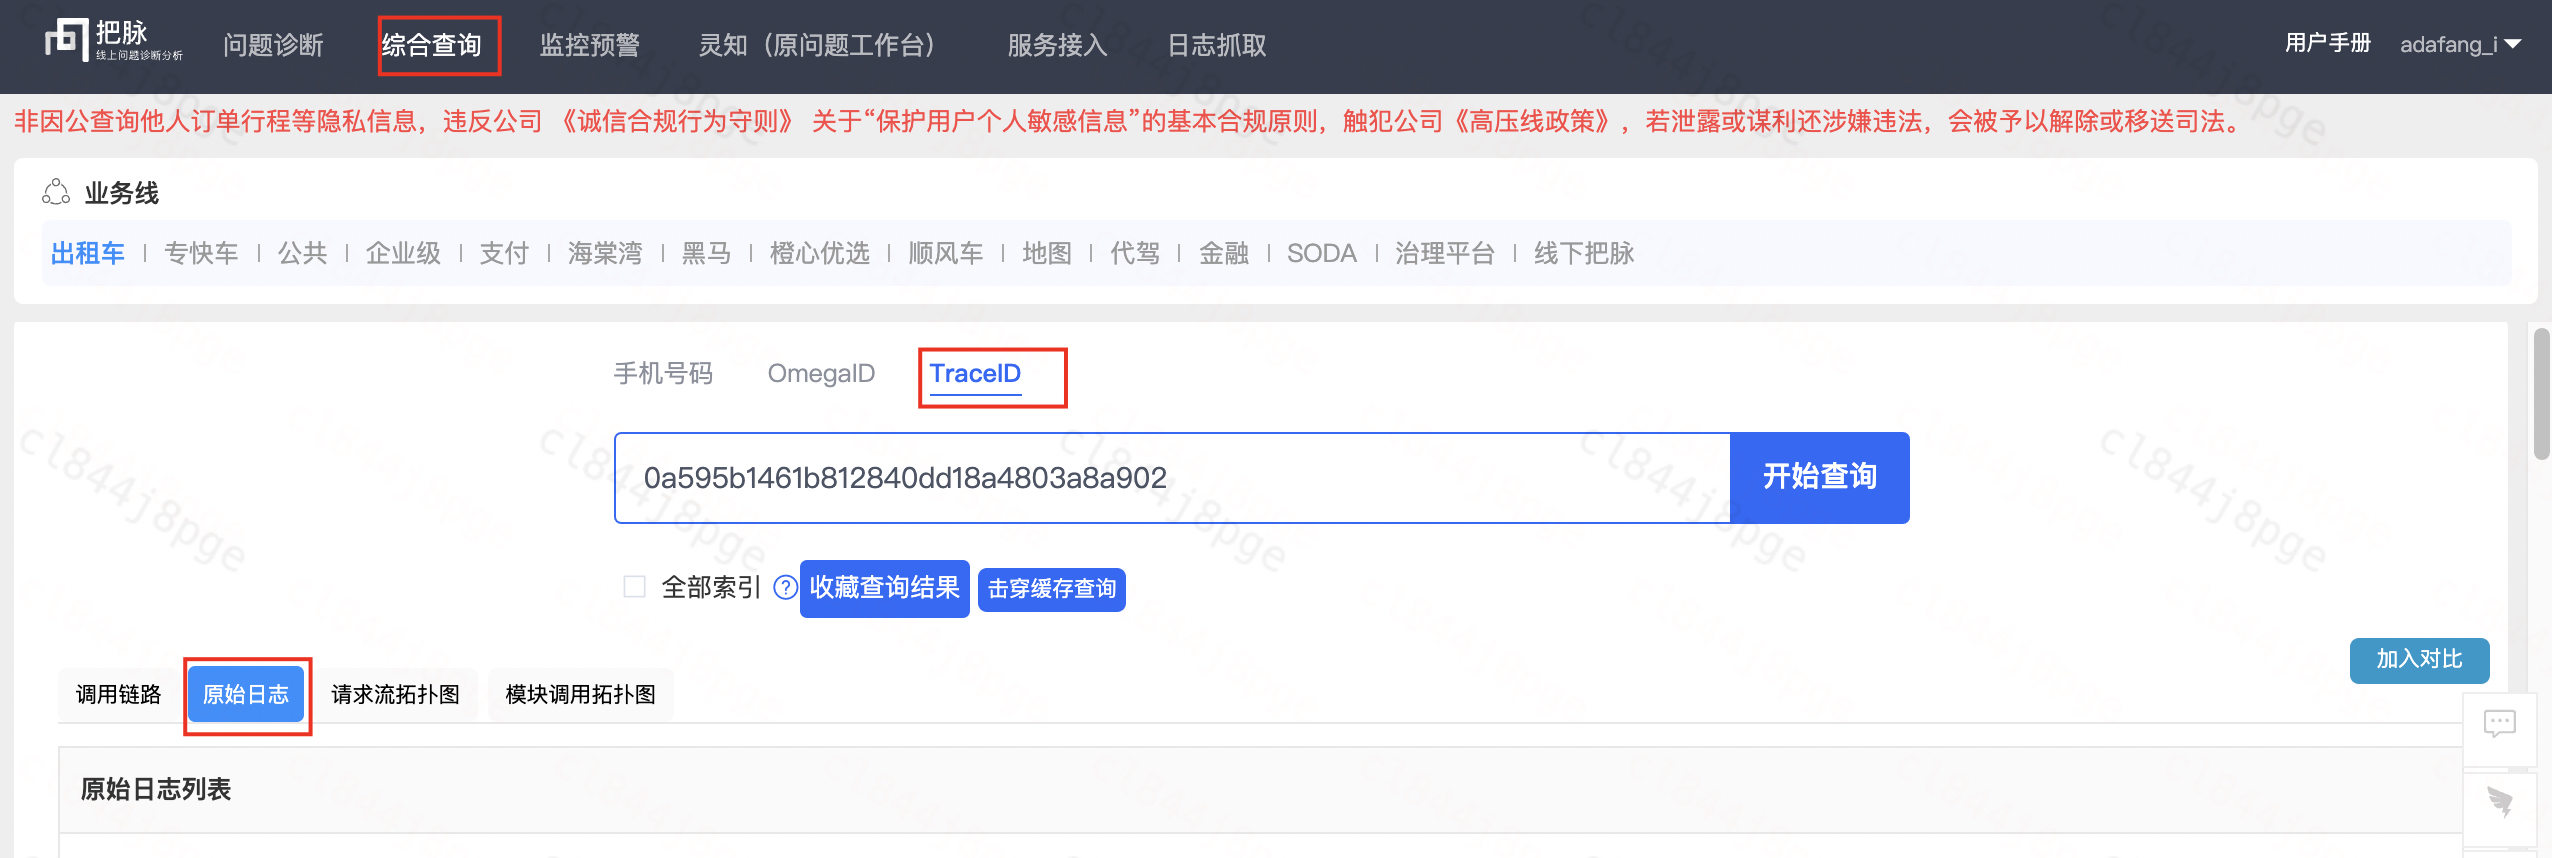 把脉
线上问题诊断分析
问题诊断 综合查询 监控预警 灵知（原问题工作台） 服务接入 日志抓取 用户手册 adafang_i
非因公查询他人订单行程等隐私信息，违反公司 《诚信合规行为守则》 关于“保护用户个人敏感信息”的基本合规原则，触犯公司《高压线政策》，若泄露或谋利还涉嫌违法，会被予以解除或移送司法。
业务线
出租车 | 专快车 | 公共 | 企业级 | 支付 | 海棠湾 | 黑马 | 橙心优选 | 顺风车 | 地图 | 代驾 | 金融 | SODA | 治理平台 | 线下把脉
手机号码 OmegaID TraceID
0a595b1461b812840dd18a4803a8a902 开始查询
全部索引 ? 收藏查询结果 击穿缓存查询
加入对比
调用链路 原始日志 请求流拓扑图 模块调用拓扑图
原始日志列表
cl844j8pge